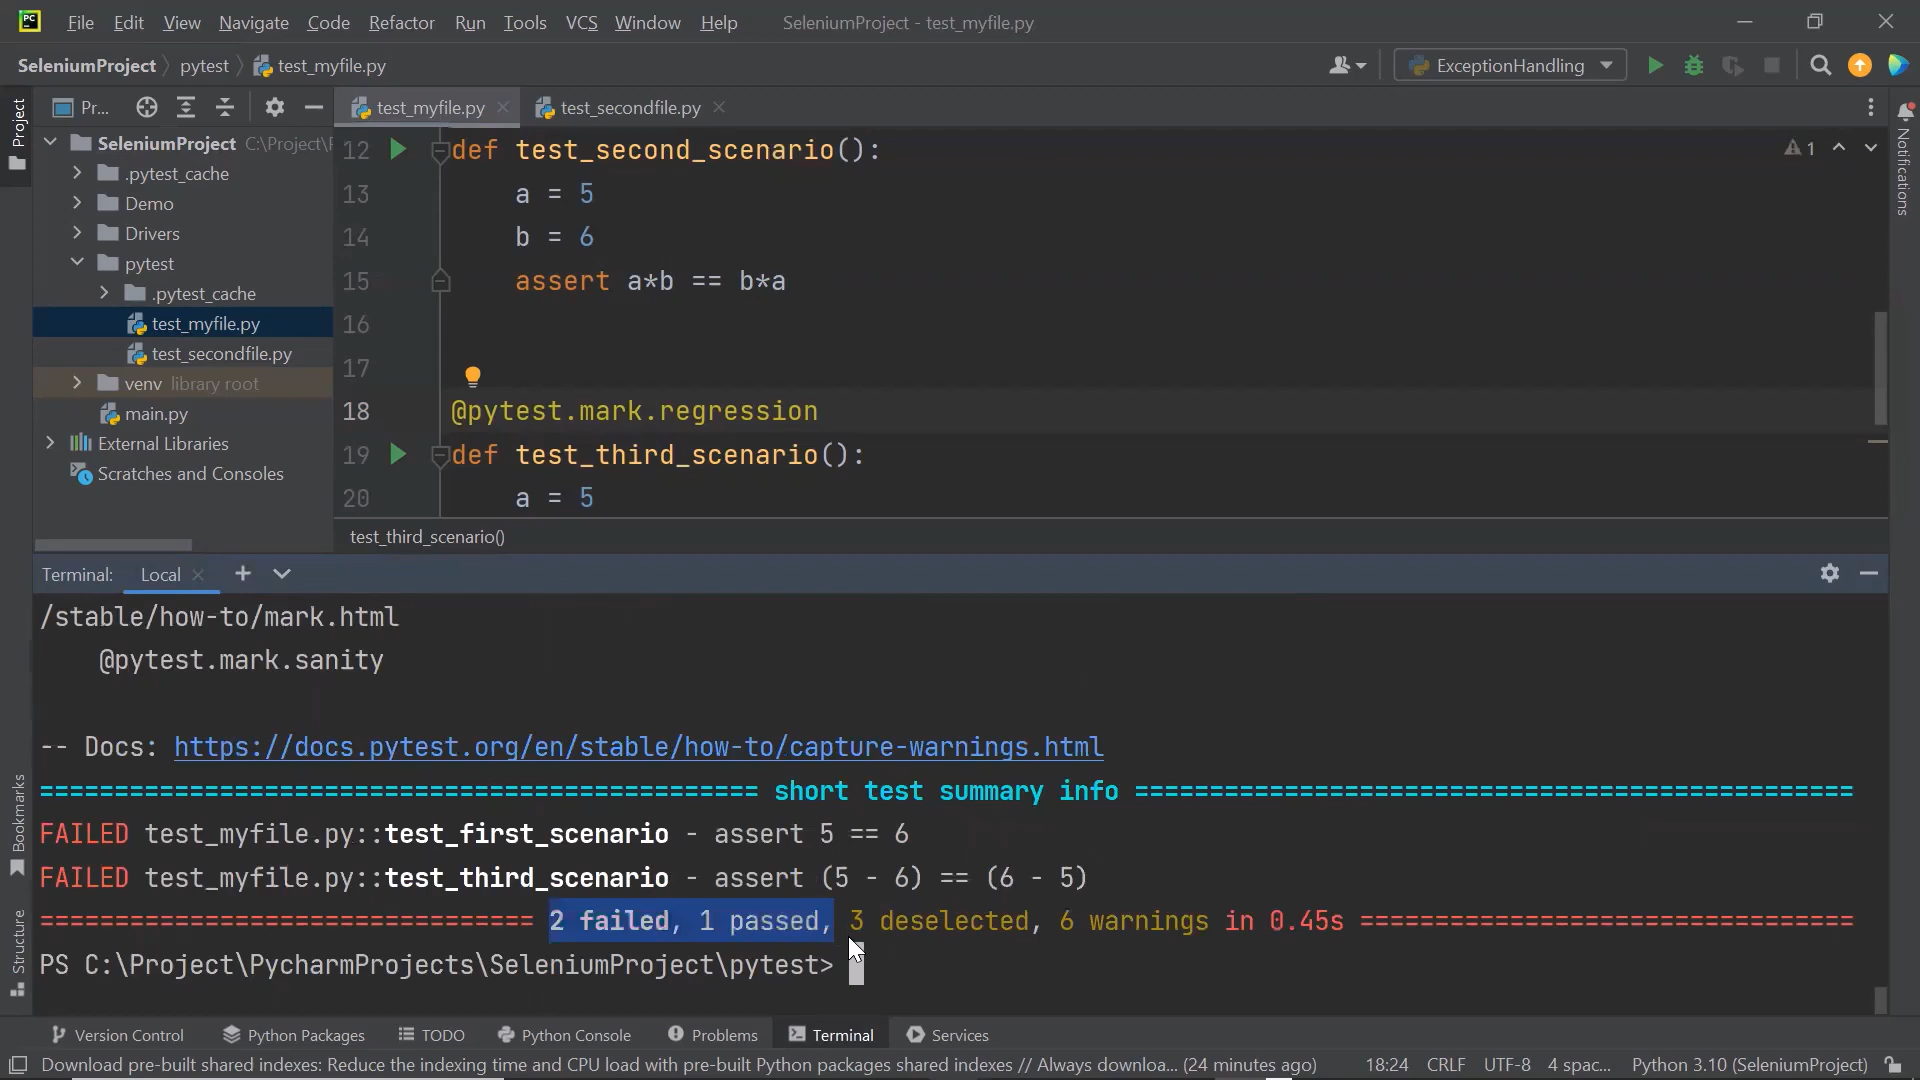 PC File Edit View Navigate Code Refactor Run Tools VCS Window Help SeleniumProject - test_myfile.py
SeleniumProject pytest test_myfile.py ExceptionHandling
Project
Pr...
test_myfile.py test_secondfile.py
SeleniumProject C:\Project\
.pytest_cache
Demo
Drivers
pytest
.pytest_cache
test_myfile.py
test_secondfile.py
venv library root
main.py
External Libraries
Scratches and Consoles
12 def test_second_scenario():
13 a = 5
14 b = 6
15 assert a*b == b*a
16
17
18 @pytest.mark.regression
19 def test_third_scenario():
20 a = 5
1
Notifications
test_third_scenario()
Terminal: Local
/stable/how-to/mark.html
@pytest.mark.sanity
-- Docs: https://docs.pytest.org/en/stable/how-to/capture-warnings.html
================================================ short test summary info ================================================
FAILED test_myfile.py::test_first_scenario - assert 5 == 6
FAILED test_myfile.py::test_third_scenario - assert (5 - 6) == (6 - 5)
================================= 2 failed, 1 passed, 3 deselected, 6 warnings in 0.45s =================================
PS C:\Project\PycharmProjects\SeleniumProject\pytest>
Bookmarks
Structure
Version Control Python Packages TODO Python Console Problems Terminal Services
Download pre-built shared indexes: Reduce the indexing time and CPU load with pre-built Python packages shared indexes // Always downloa... (24 minutes ago) 18:24 CRLF UTF-8 4 spac... Python 3.10 (SeleniumProject)